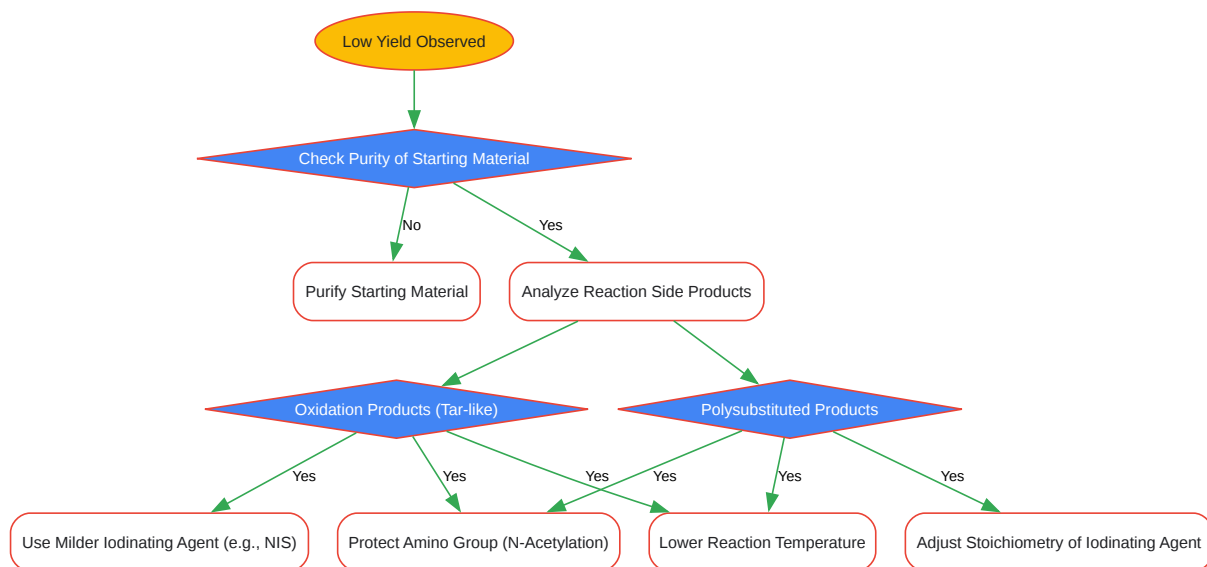 Low Yield Observed
Check Purity of Starting Material
No
Yes
Purify Starting Material
Analyze Reaction Side Products
Oxidation Products (Tar-like)
Polysubstituted Products
Yes
Yes
Yes
Yes
Yes
Yes
Use Milder Iodinating Agent (e.g., NIS)
Protect Amino Group (N-Acetylation)
Lower Reaction Temperature
Adjust Stoichiometry of Iodinating Agent